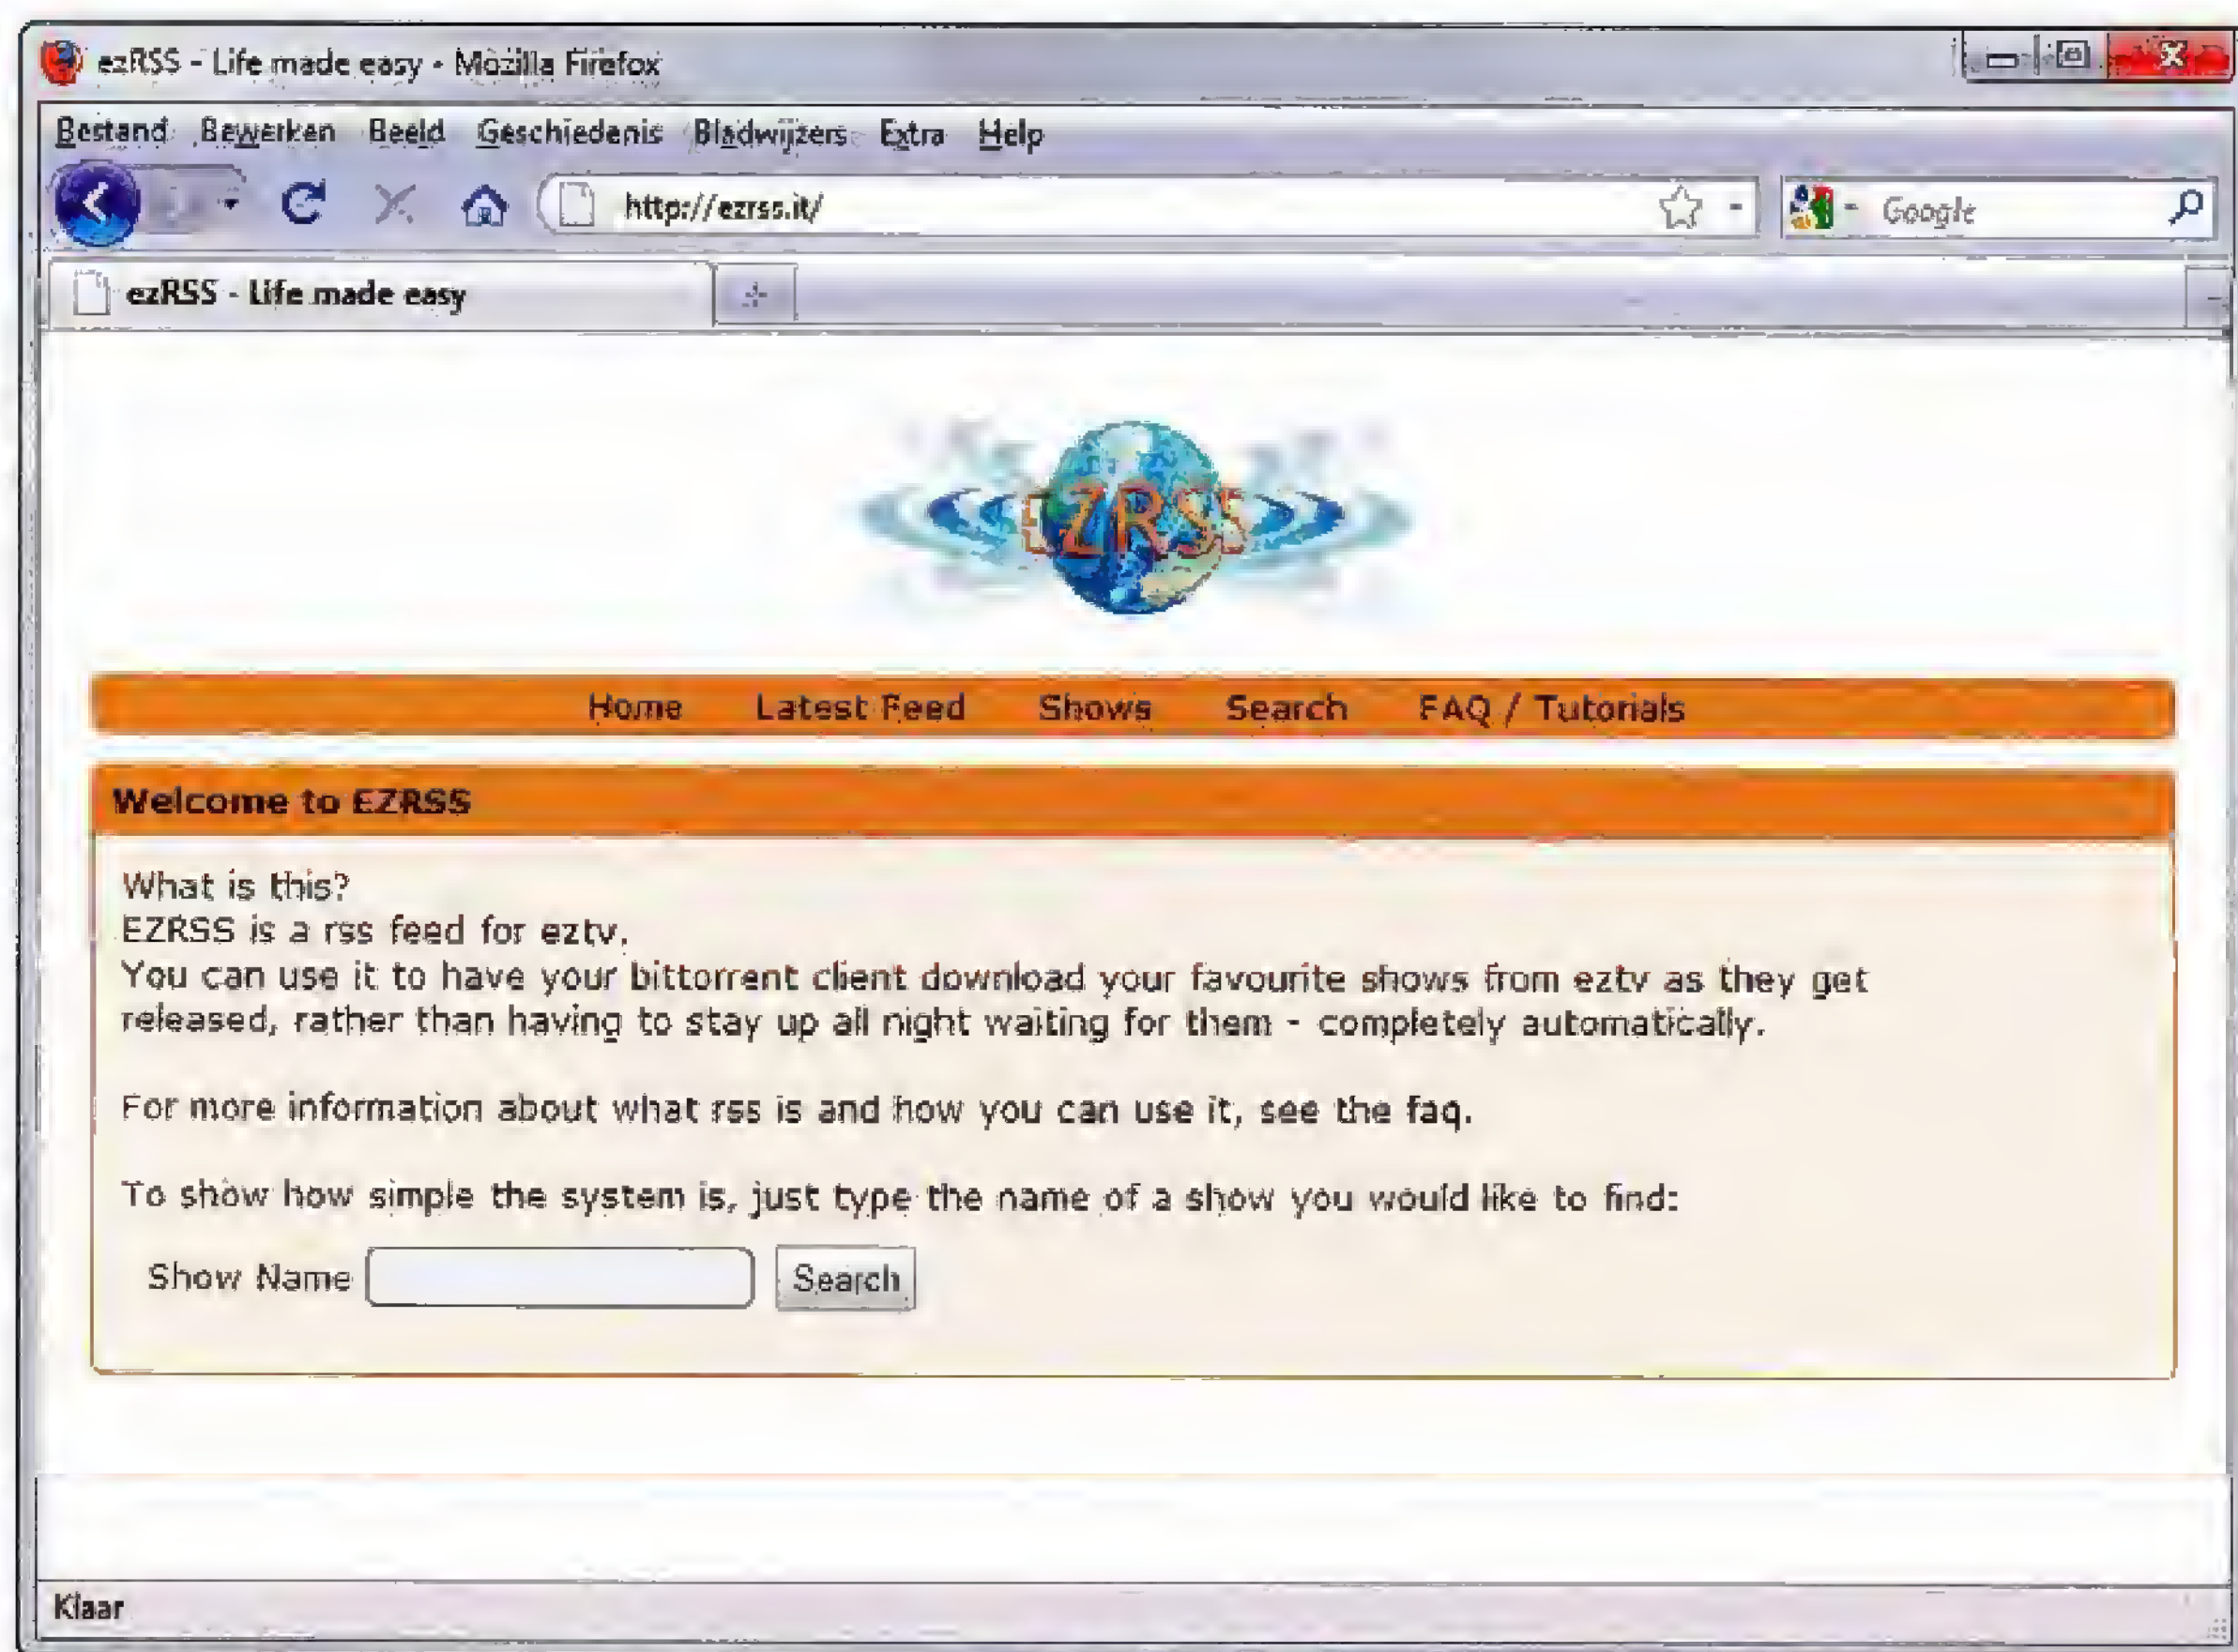 ezRSS - Life made easy - Mozilla Firefox
Bestand Bewerken Beeld Geschiedenis Bladwijzers Extra Help
http://ezrss.it/
Google
ezRSS - Life made easy
EZRSS
Home Latest Feed Shows Search FAQ / Tutorials
Welcome to EZRSS
What is this?
EZRSS is a rss feed for eztv.
You can use it to have your bittorrent client download your favourite shows from eztv as they get
released, rather than having to stay up all night waiting for them - completely automatically.
For more information about what rss is and how you can use it, see the faq.
To show how simple the system is, just type the name of a show you would like to find:
Show Name Search
Klaar